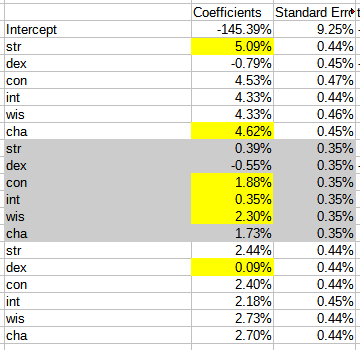 Coefficients Standard Erre t
Intercept -145.39% 9.25% -
str 5.09% 0.44%
dex -0.79% 0.45% -
con 4.53% 0.47%
int 4.33% 0.44%
wis 4.33% 0.46%
cha 4.62% 0.45%
str 0.39% 0.35%
dex -0.55% 0.35% -
con 1.88% 0.35%
int 0.35% 0.35%
wis 2.30% 0.35%
cha 1.73% 0.35%
str 2.44% 0.44%
dex 0.09% 0.44%
con 2.40% 0.44%
int 2.18% 0.45%
wis 2.73% 0.44%
cha 2.70% 0.44%